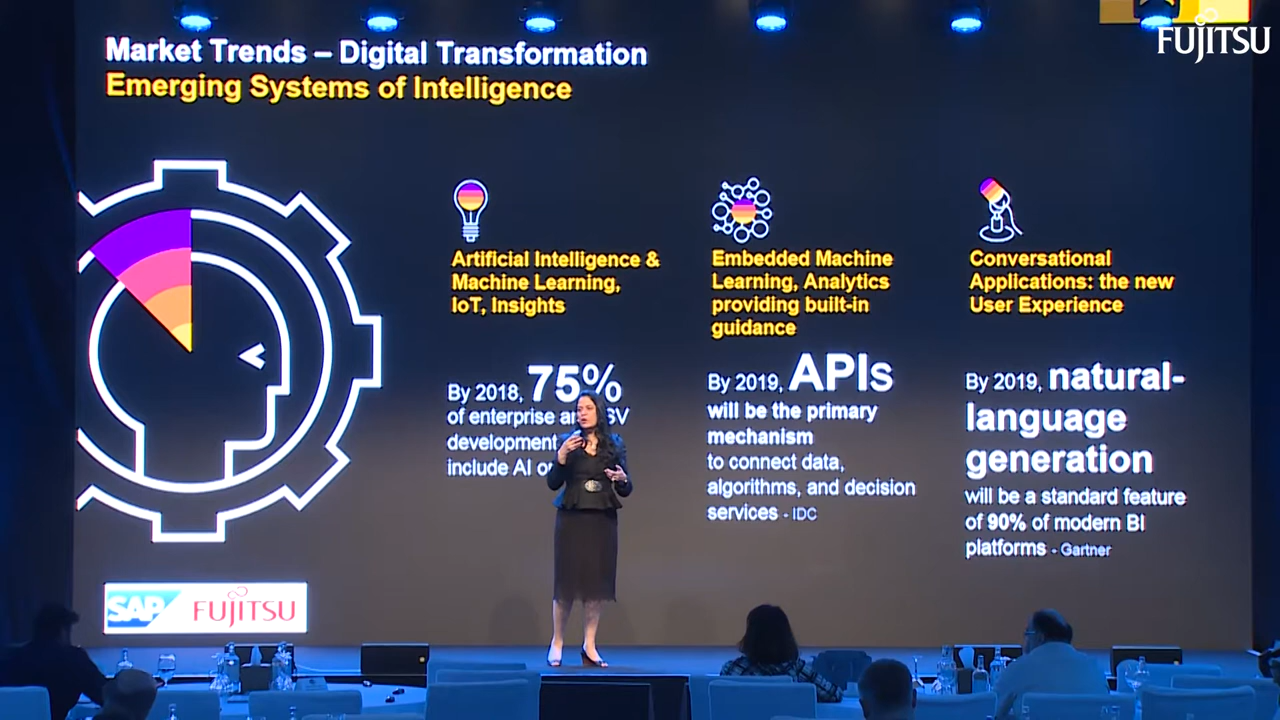 FUJITSU
Market Trends – Digital Transformation
Emerging Systems of Intelligence
Artificial Intelligence &
Machine Learning,
IoT, Insights
By 2018, 75%
of enterprise
development
include AI
Embedded Machine
Learning, Analytics
providing built-in
guidance
By 2019, APIs
will be the primary
mechanism
to connect data,
algorithms, and decision
services - IDC
Conversational
Applications: the new
User Experience
By 2019, natural-
language
generation
will be a standard feature
of 90% of modern BI
platforms - Gartner
SAP FUJITSU